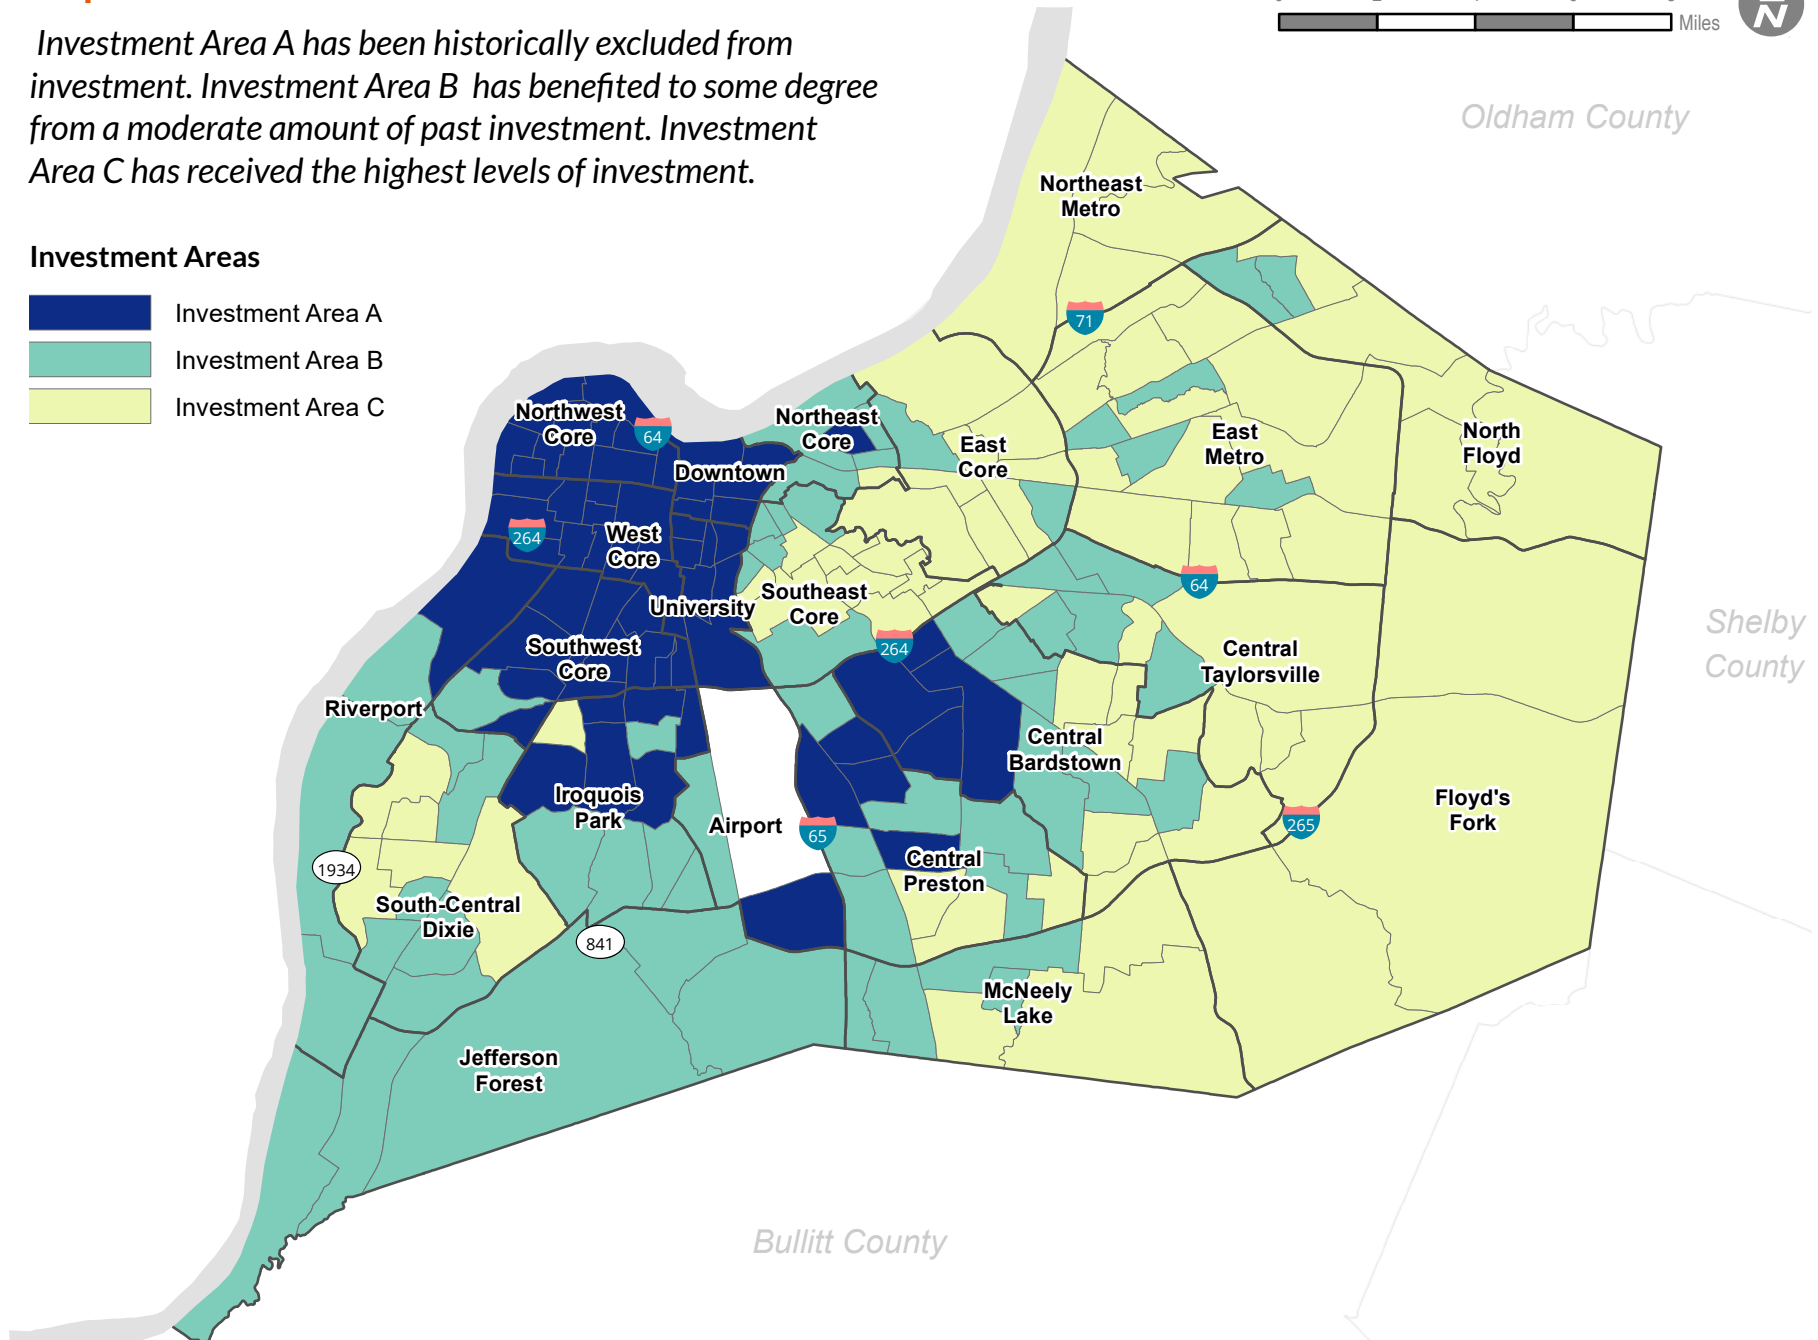 Investment Area A has been historically excluded from
investment. Investment Area B has benefited to some degree
from a moderate amount of past investment. Investment
Area C has received the highest levels of investment.
Investment Areas
Investment Area A
Investment Area B
Investment Area C
Miles
N
Oldham County
Northeast
Metro
71
Northwest
Core
64
Northeast
Core
East
Core
East
Metro
North
Floyd
Downtown
264
West
Core
64
University
Southeast
Core
264
Shelby
County
Southwest
Core
Central
Taylorsville
Riverport
Central
Bardstown
Iroquois
Park
Airport
65
265
Floyd's
Fork
1934
Central
Preston
South-Central
Dixie
841
McNeely
Lake
Jefferson
Forest
Bullitt County